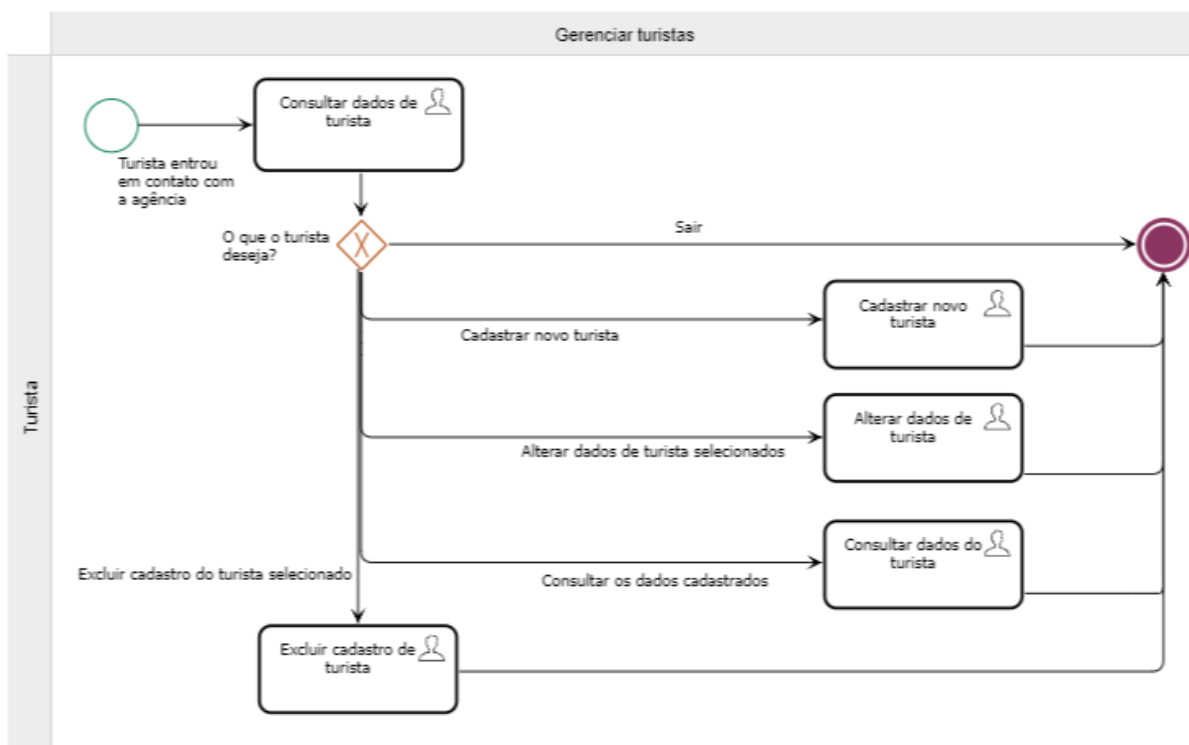 Gerenciar turistas
Turista
Consultar dados de
turista
Turista entrou
em contato com
a agência
O que o turista
deseja?
X
Sair
Cadastrar novo
turista
Cadastrar novo turista
Alterar dados de
turista
Alterar dados de turista selecionados
Consultar dados do
turista
Excluir cadastro do turista selecionado
Consultar os dados cadastrados
Excluir cadastro de
turista